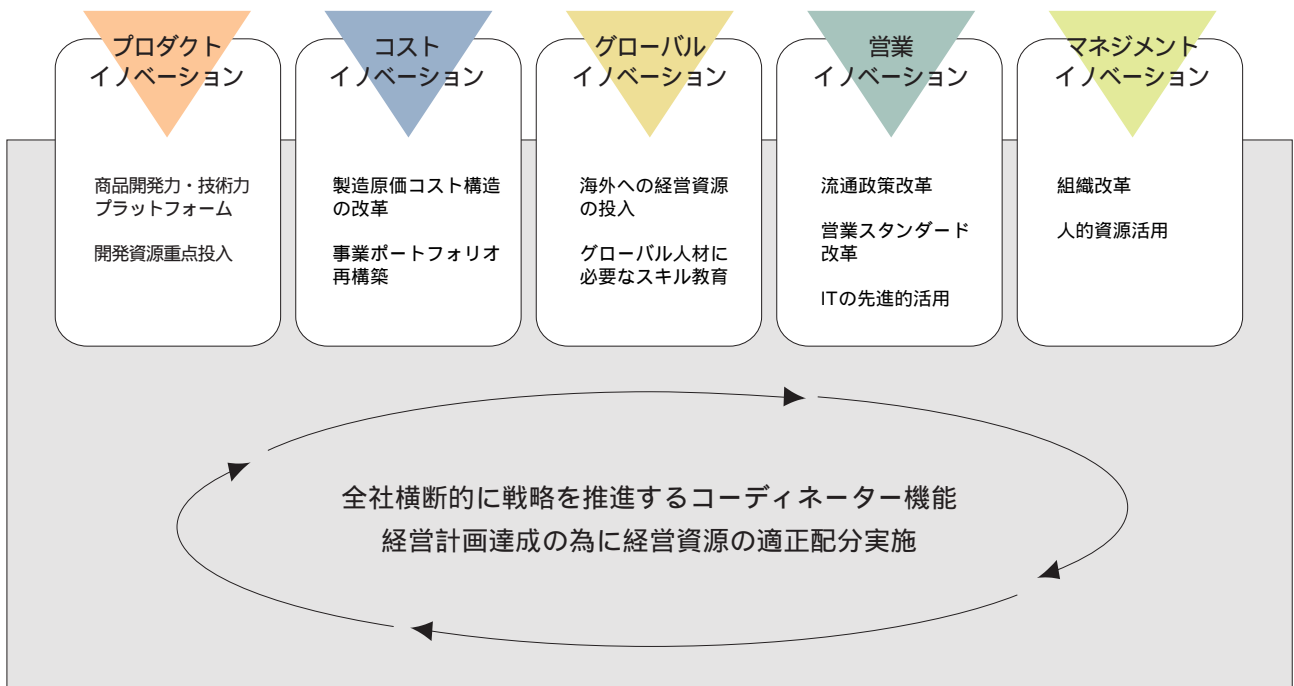 プロダクト
イノベーション
商品開発力・技術力
プラットフォーム
開発資源重点投入
コスト
イノベーション
製造原価コスト構造
の改革
事業ポートフォリオ
再構築
グローバル
イノベーション
海外への経営資源
の投入
グローバル人材に
必要なスキル教育
営業
イノベーション
流通政策改革
営業スタンダード
改革
ITの先進的活用
マネジメント
イノベーション
組織改革
人的資源活用
全社横断的に戦略を推進するコーディネーター機能
経営計画達成の為に経営資源の適正配分実施